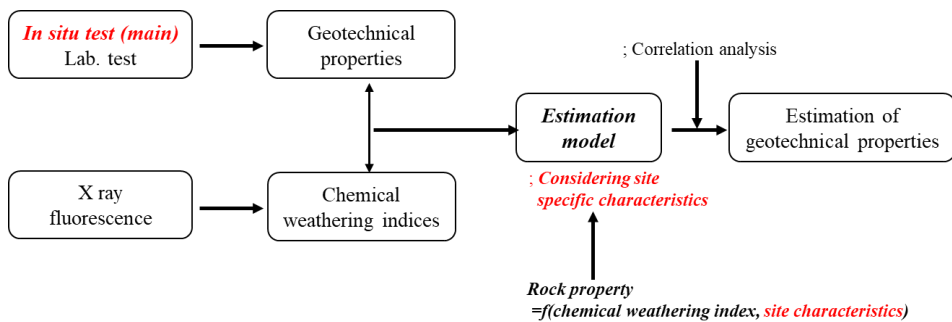 In situ test (main)
Lab. test
Geotechnical
properties
; Correlation analysis
Estimation
model
Estimation of
geotechnical properties
X ray
fluorescence
Chemical
weathering indices
; Considering site
specific characteristics
Rock property
=f(chemical weathering index, site characteristics)